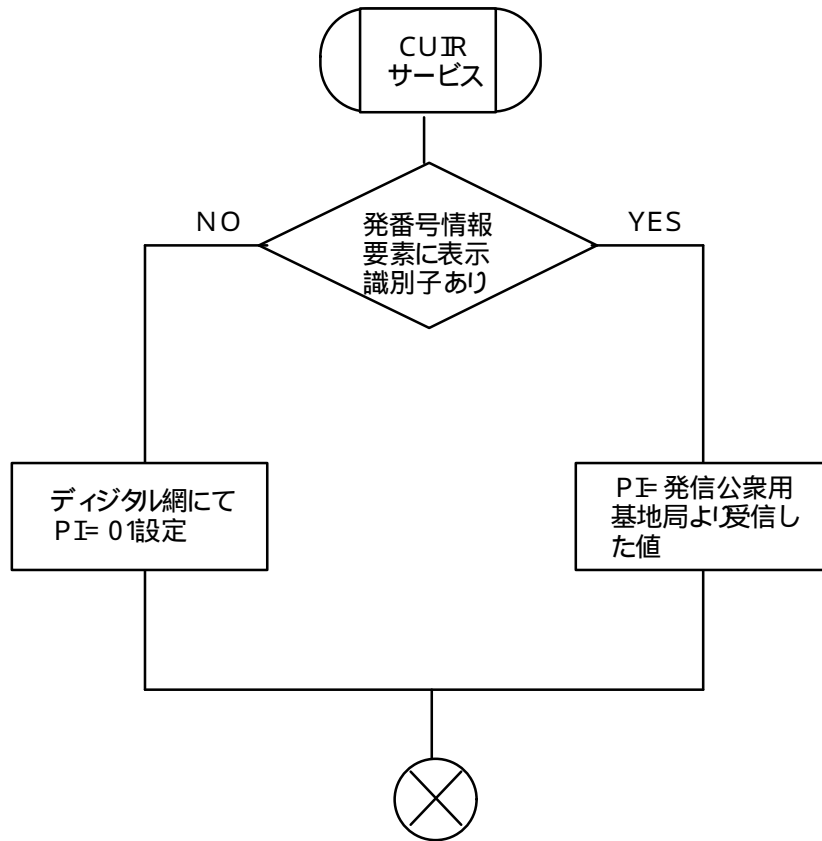 CUIR
サービス
NO
発番号情報
要素に表示
識別子あり
YES
ディジタル網にて
PI= 01設定
PI= 発信公衆用
基地局より受信し
た値